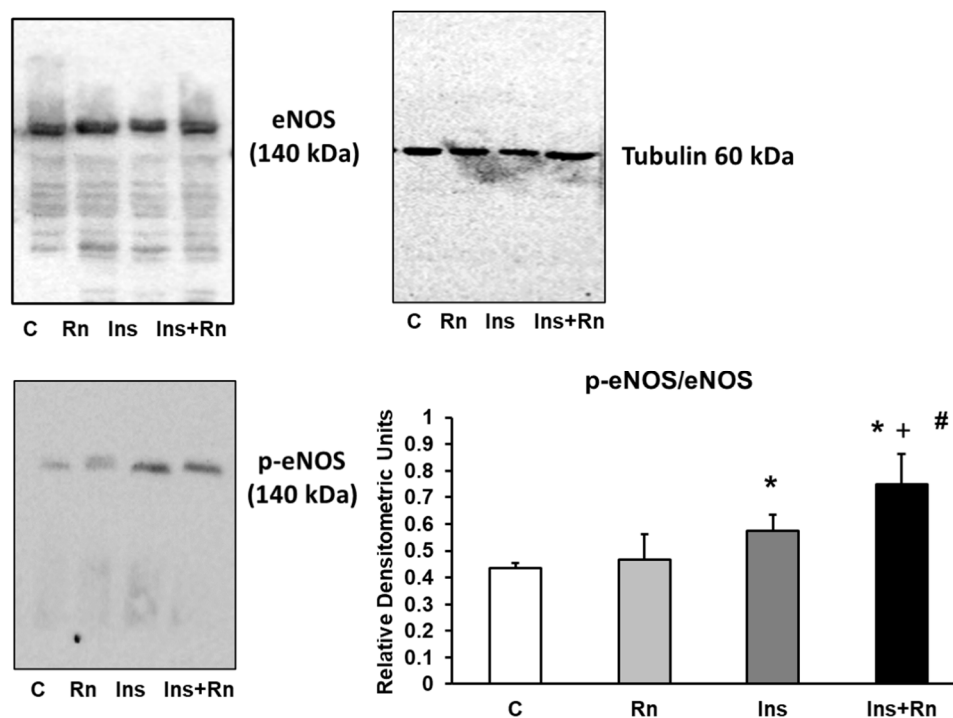 eNOS
(140 kDa)
C Rn Ins Ins+Rn
Tubulin 60 kDa
C Rn Ins Ins+Rn
p-eNOS
(140 kDa)
C Rn Ins Ins+Rn
p-eNOS/eNOS
Relative Densitometric Units
1
0.9
0.8
0.7
0.6
0.5
0.4
0.3
0.2
0.1
0
*
* + #
C Rn Ins Ins+Rn